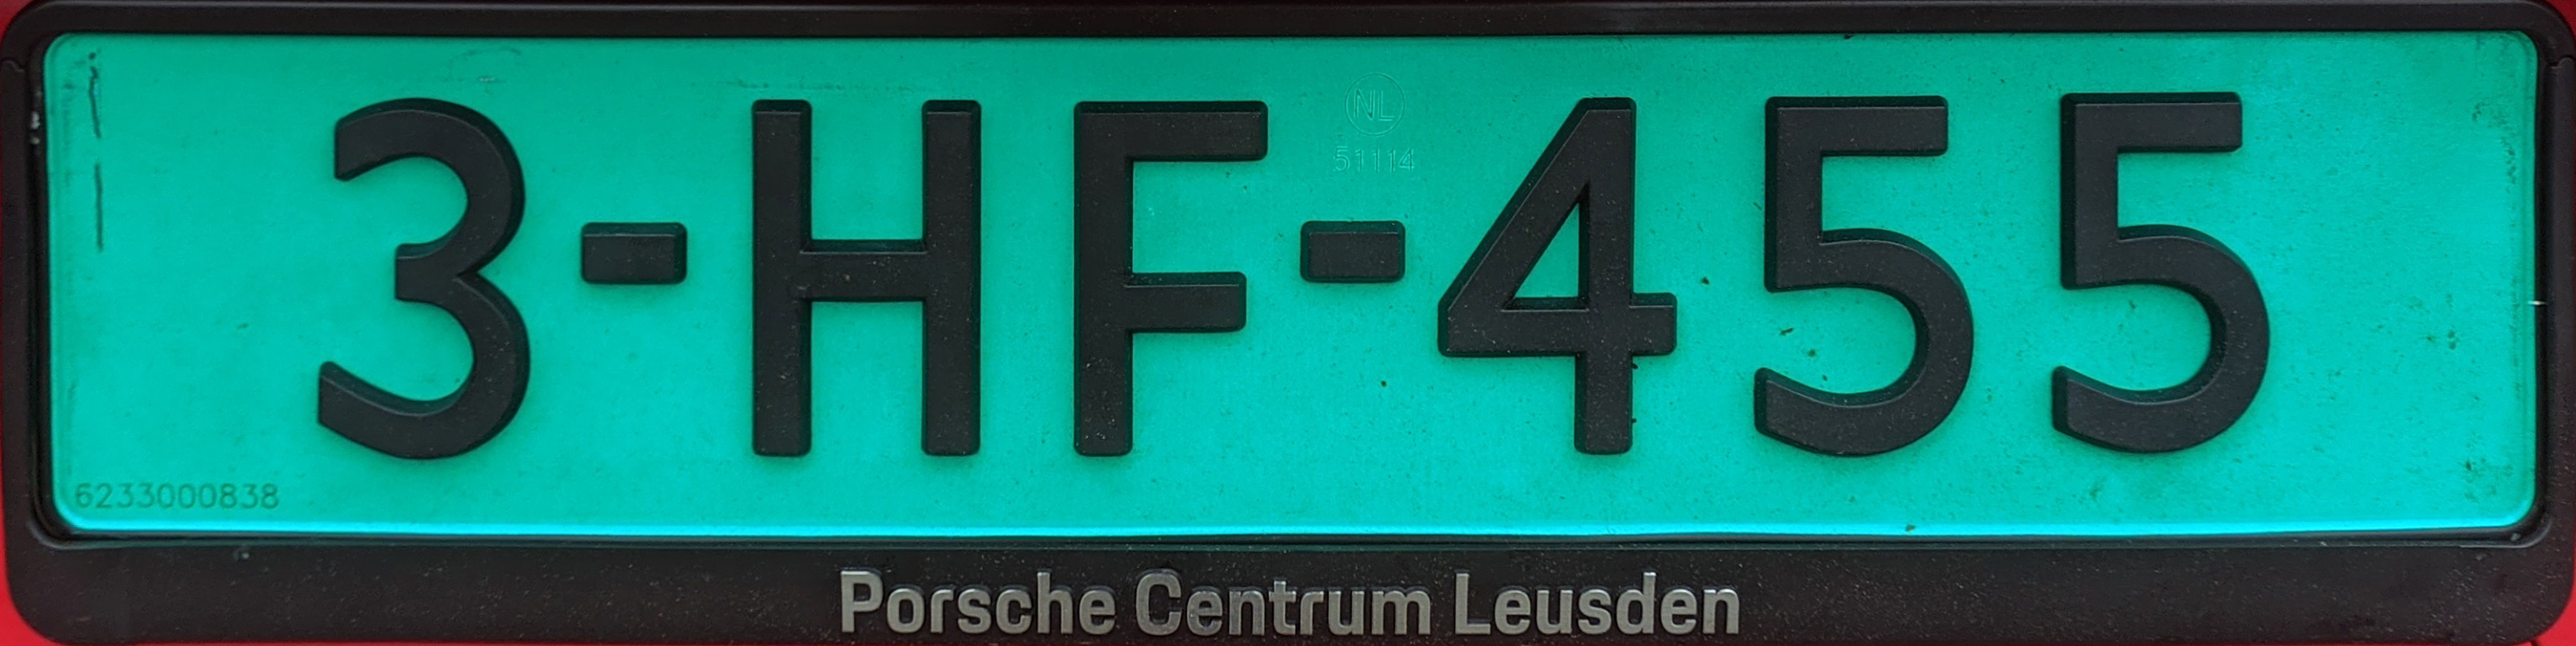 NL
51114
3-HF-455
6233000838
Porsche Centrum Leusden